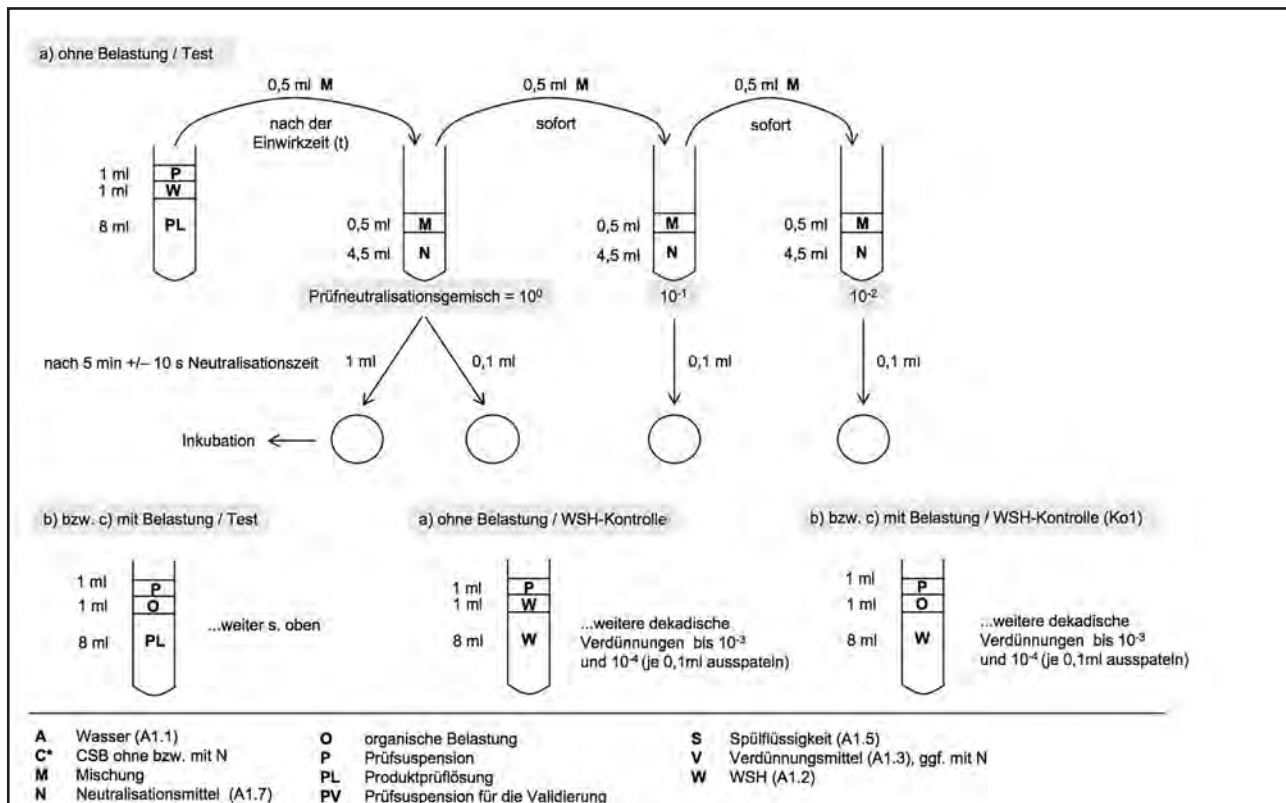 a) ohne Belastung / Test
0,5 ml M
0,5 ml M
0,5 ml M
nach der
Einwirkzeit (t)
sofort
sofort
1 ml P
1 ml W
8 ml PL
0,5 ml M
4,5 ml N
0,5 ml M
4,5 ml N
0,5 ml M
4,5 ml N
Prüfneutralisationsgemisch = 10⁰
10⁻¹
10⁻²
nach 5 min +/– 10 s Neutralisationszeit
1 ml
0,1 ml
0,1 ml
0,1 ml
Inkubation
b) bzw. c) mit Belastung / Test
1 ml P
1 ml O
8 ml PL
...weiter s. oben
a) ohne Belastung / WSH-Kontrolle
1 ml P
1 ml W
8 ml W
...weitere dekadische
Verdünnungen bis 10⁻³
und 10⁻⁴ (je 0,1ml ausspateln)
b) bzw. c) mit Belastung / WSH-Kontrolle (Ko1)
1 ml P
1 ml O
8 ml W
...weitere dekadische
Verdünnungen bis 10⁻³
und 10⁻⁴ (je 0,1ml ausspateln)
A Wasser (A1.1)
C* CSB ohne bzw. mit N
M Mischung
N Neutralisationsmittel (A1.7)
O organische Belastung
P Prüfsuspension
PL Produktprüflösung
PV Prüfsuspension für die Validierung
S Spülflüssigkeit (A1.5)
V Verdünnungsmittel (A1.3), ggf. mit N
W WSH (A1.2)